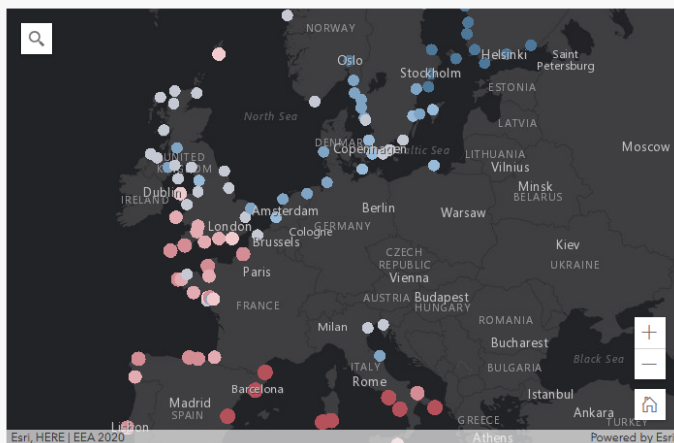 NORWAY
Oslo
Helsinki
Saint
Petersburg
Stockholm
ESTONIA
North Sea
LATVIA
DENMARK
Copenhagen
Baltic Sea
Moscow
LITHUANIA
Vilnius
UNITED
KINGDOM
Dublin
IRELAND
Minsk
BELARUS
Amsterdam
Berlin
Warsaw
London
GERMANY
Cologne
Brussels
Kiev
UKRAINE
Paris
CZECH
REPUBLIC
Vienna
FRANCE
AUSTRIA
Budapest
HUNGARY
Milan
ROMANIA
Bucharest
ITALY
Rome
BULGARIA
Black Sea
Madrid
SPAIN
Barcelona
Istanbul
Ankara
TURKEY
GREECE
Athens
Lisbon
Esri, HERE | EEA 2020
Powered by Esri